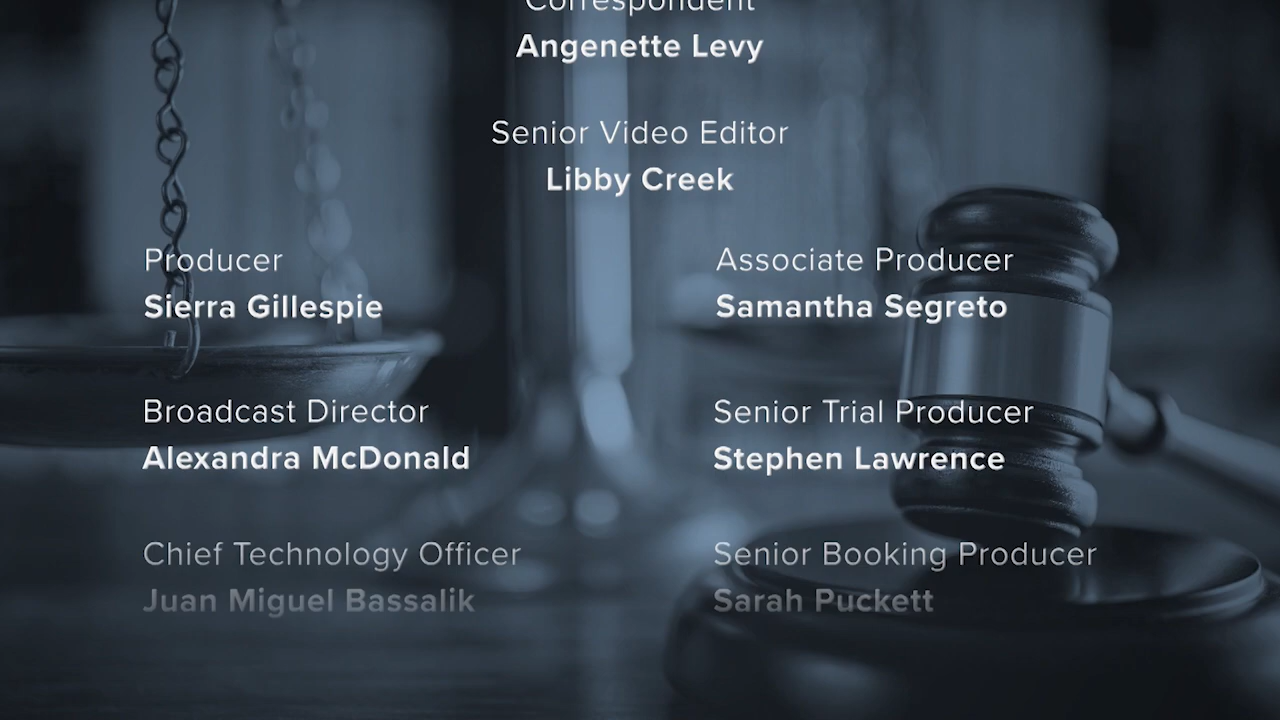 Correspondent
Angenette Levy
Senior Video Editor
Libby Creek
Producer
Sierra Gillespie
Associate Producer
Samantha Segreto
Broadcast Director
Alexandra McDonald
Senior Trial Producer
Stephen Lawrence
Chief Technology Officer
Juan Miguel Bassalik
Senior Booking Producer
Sarah Puckett